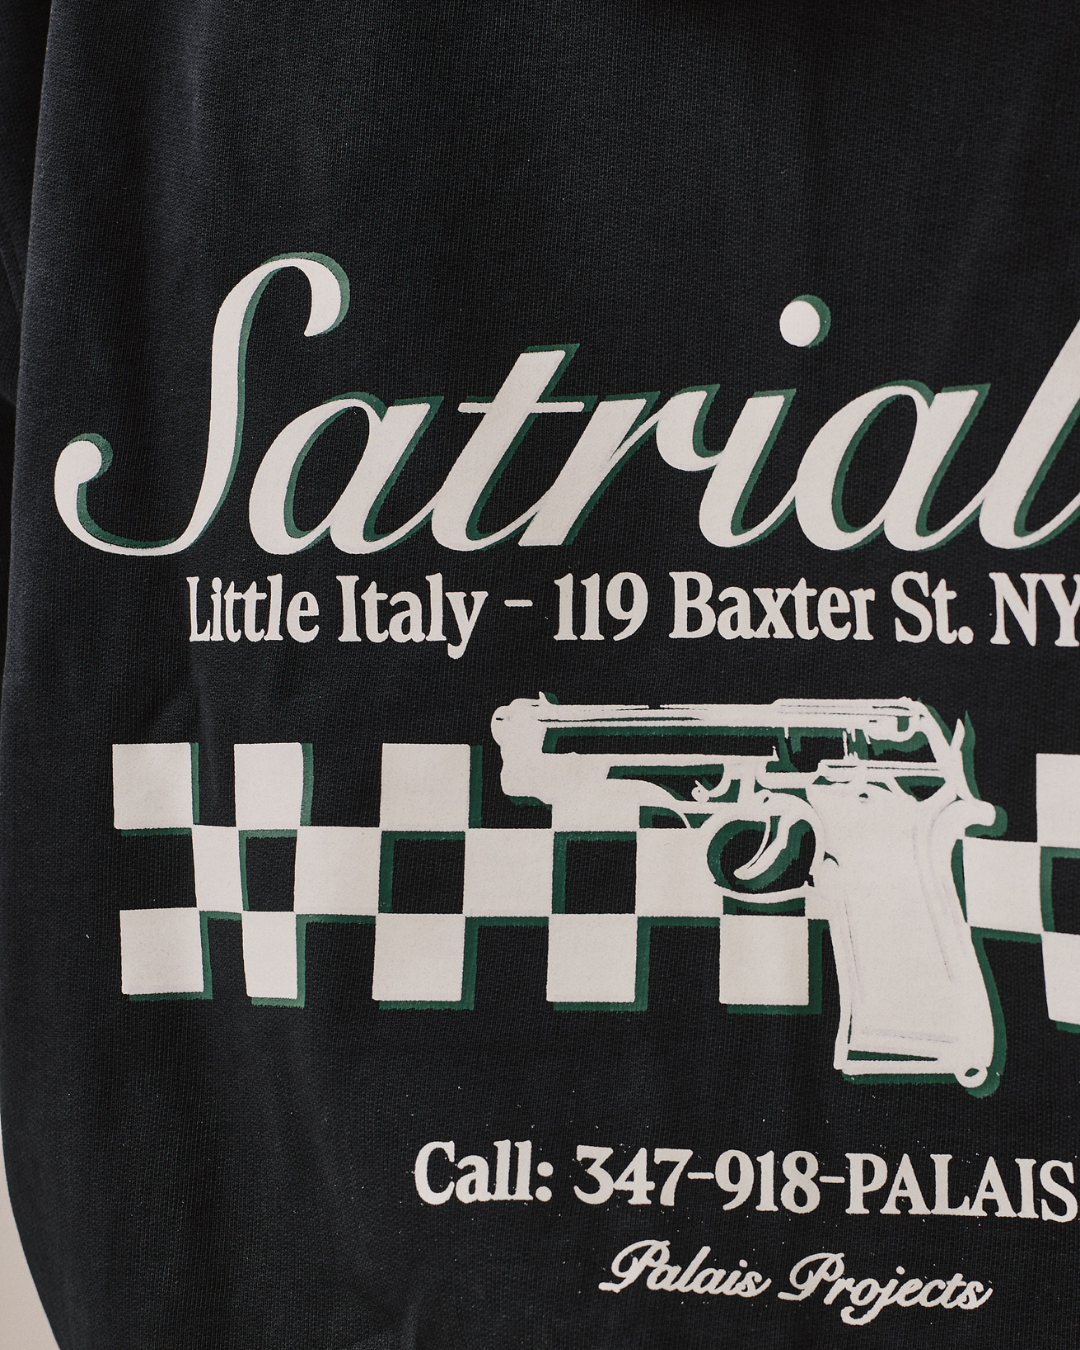 Satrial
Little Italy - 119 Baxter St. NY
Call: 347-918-PALAIS
Palais Projects